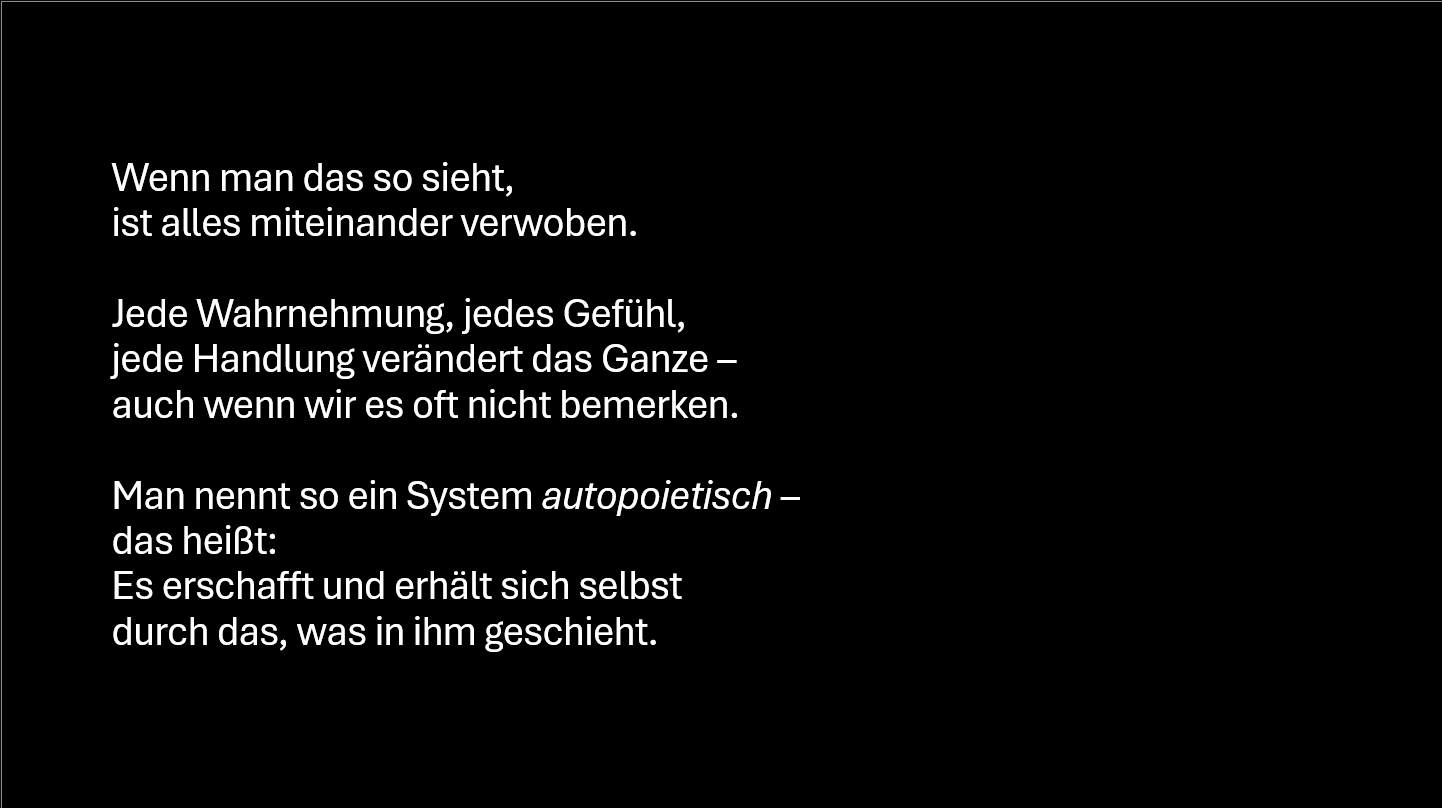 Wenn man das so sieht,
ist alles miteinander verwoben.
Jede Wahrnehmung, jedes Gefühl,
jede Handlung verändert das Ganze –
auch wenn wir es oft nicht bemerken.
Man nennt so ein System autopoietisch –
das heißt:
Es erschafft und erhält sich selbst
durch das, was in ihm geschieht.